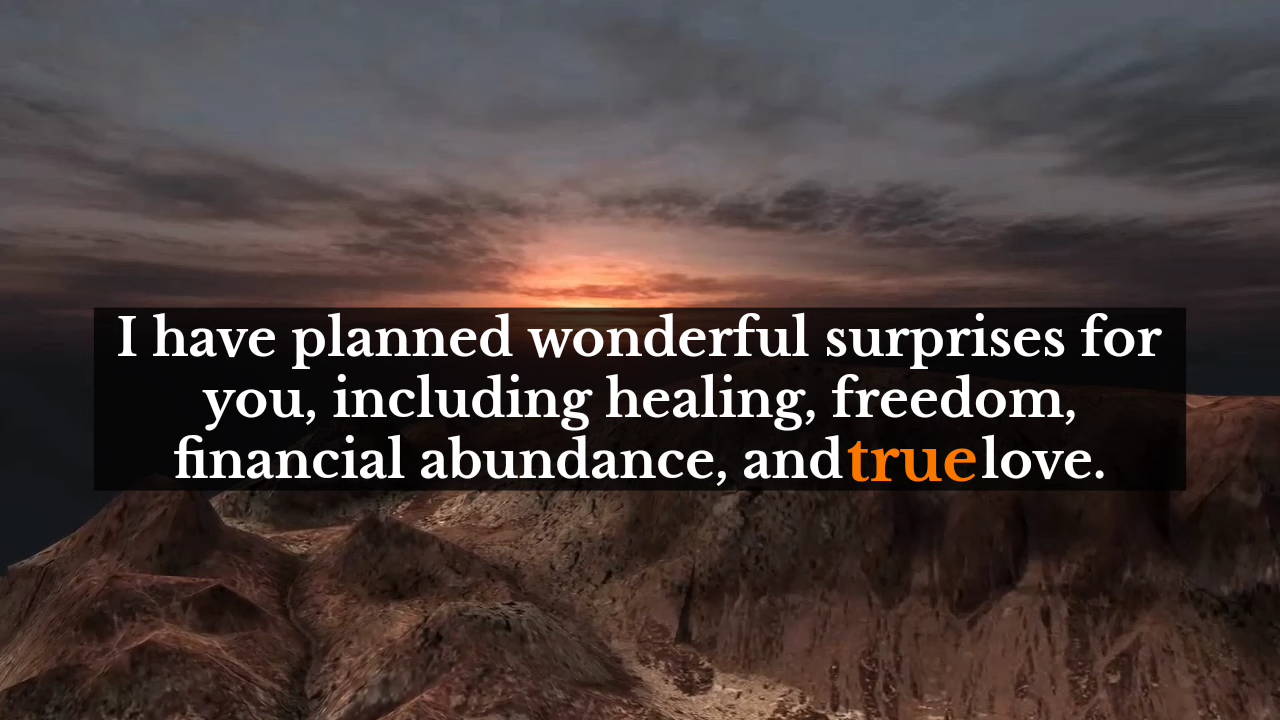 I have planned wonderful surprises for
you, including healing, freedom,
financial abundance, and true love.